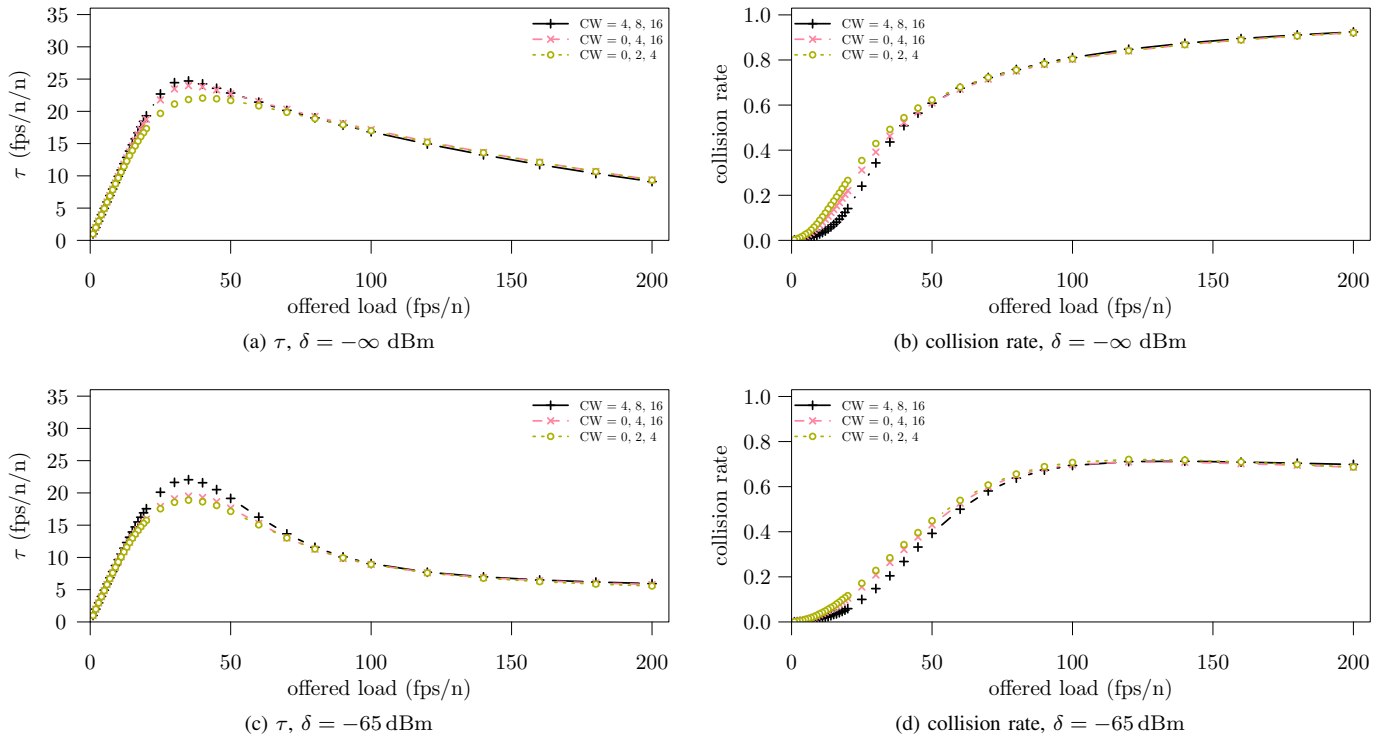 35
30
25
20
15
10
5
0
τ (fps/n/n)
0 50 100 150 200
offered load (fps/n)
CW = 4, 8, 16
CW = 0, 4, 16
CW = 0, 2, 4
(a) τ, δ = −∞ dBm
1.0
0.8
0.6
0.4
0.2
0.0
collision rate
0 50 100 150 200
offered load (fps/n)
CW = 4, 8, 16
CW = 0, 4, 16
CW = 0, 2, 4
(b) collision rate, δ = −∞ dBm
35
30
25
20
15
10
5
0
τ (fps/n/n)
0 50 100 150 200
offered load (fps/n)
CW = 4, 8, 16
CW = 0, 4, 16
CW = 0, 2, 4
(c) τ, δ = −65 dBm
1.0
0.8
0.6
0.4
0.2
0.0
collision rate
0 50 100 150 200
offered load (fps/n)
CW = 4, 8, 16
CW = 0, 4, 16
CW = 0, 2, 4
(d) collision rate, δ = −65 dBm